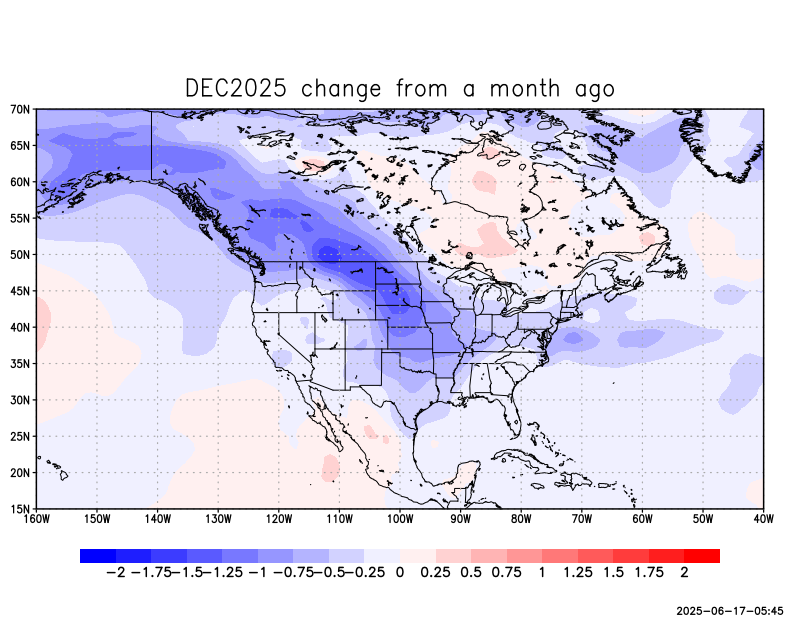 DEC2025 change from a month ago
70N
65N
60N
55N
50N
45N
40N
35N
30N
25N
20N
15N
160W 150W 140W 130W 120W 110W 100W 90W 80W 70W 60W 50W 40W
−2 −1.75 −1.5 −1.25 −1 −0.75 −0.5 −0.25 0 0.25 0.5 0.75 1 1.25 1.5 1.75 2
2025-06-17-05:45